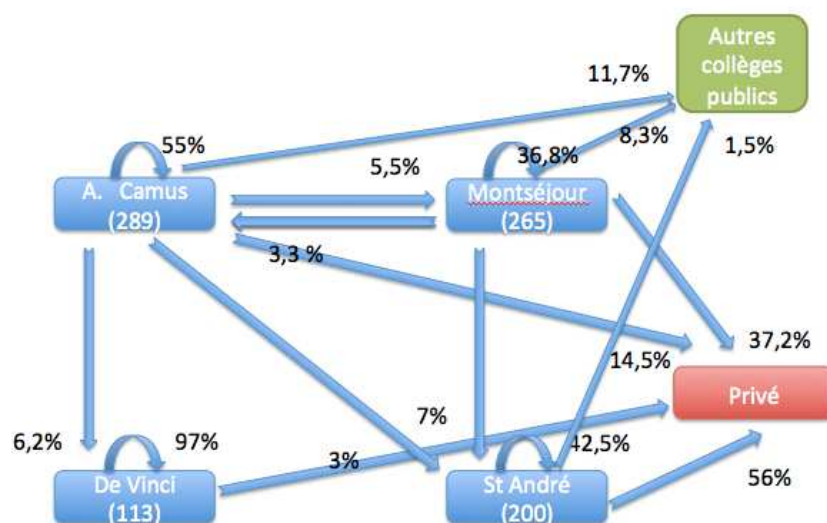 Autres
collèges
publics
11,7%
55%
36,8%
8,3%
1,5%
5,5%
A. Camus
(289)
Montséjour
(265)
3,3 %
14,5%
37,2%
Privé
7%
6,2%
97%
3%
42,5%
De Vinci
(113)
St André
(200)
56%